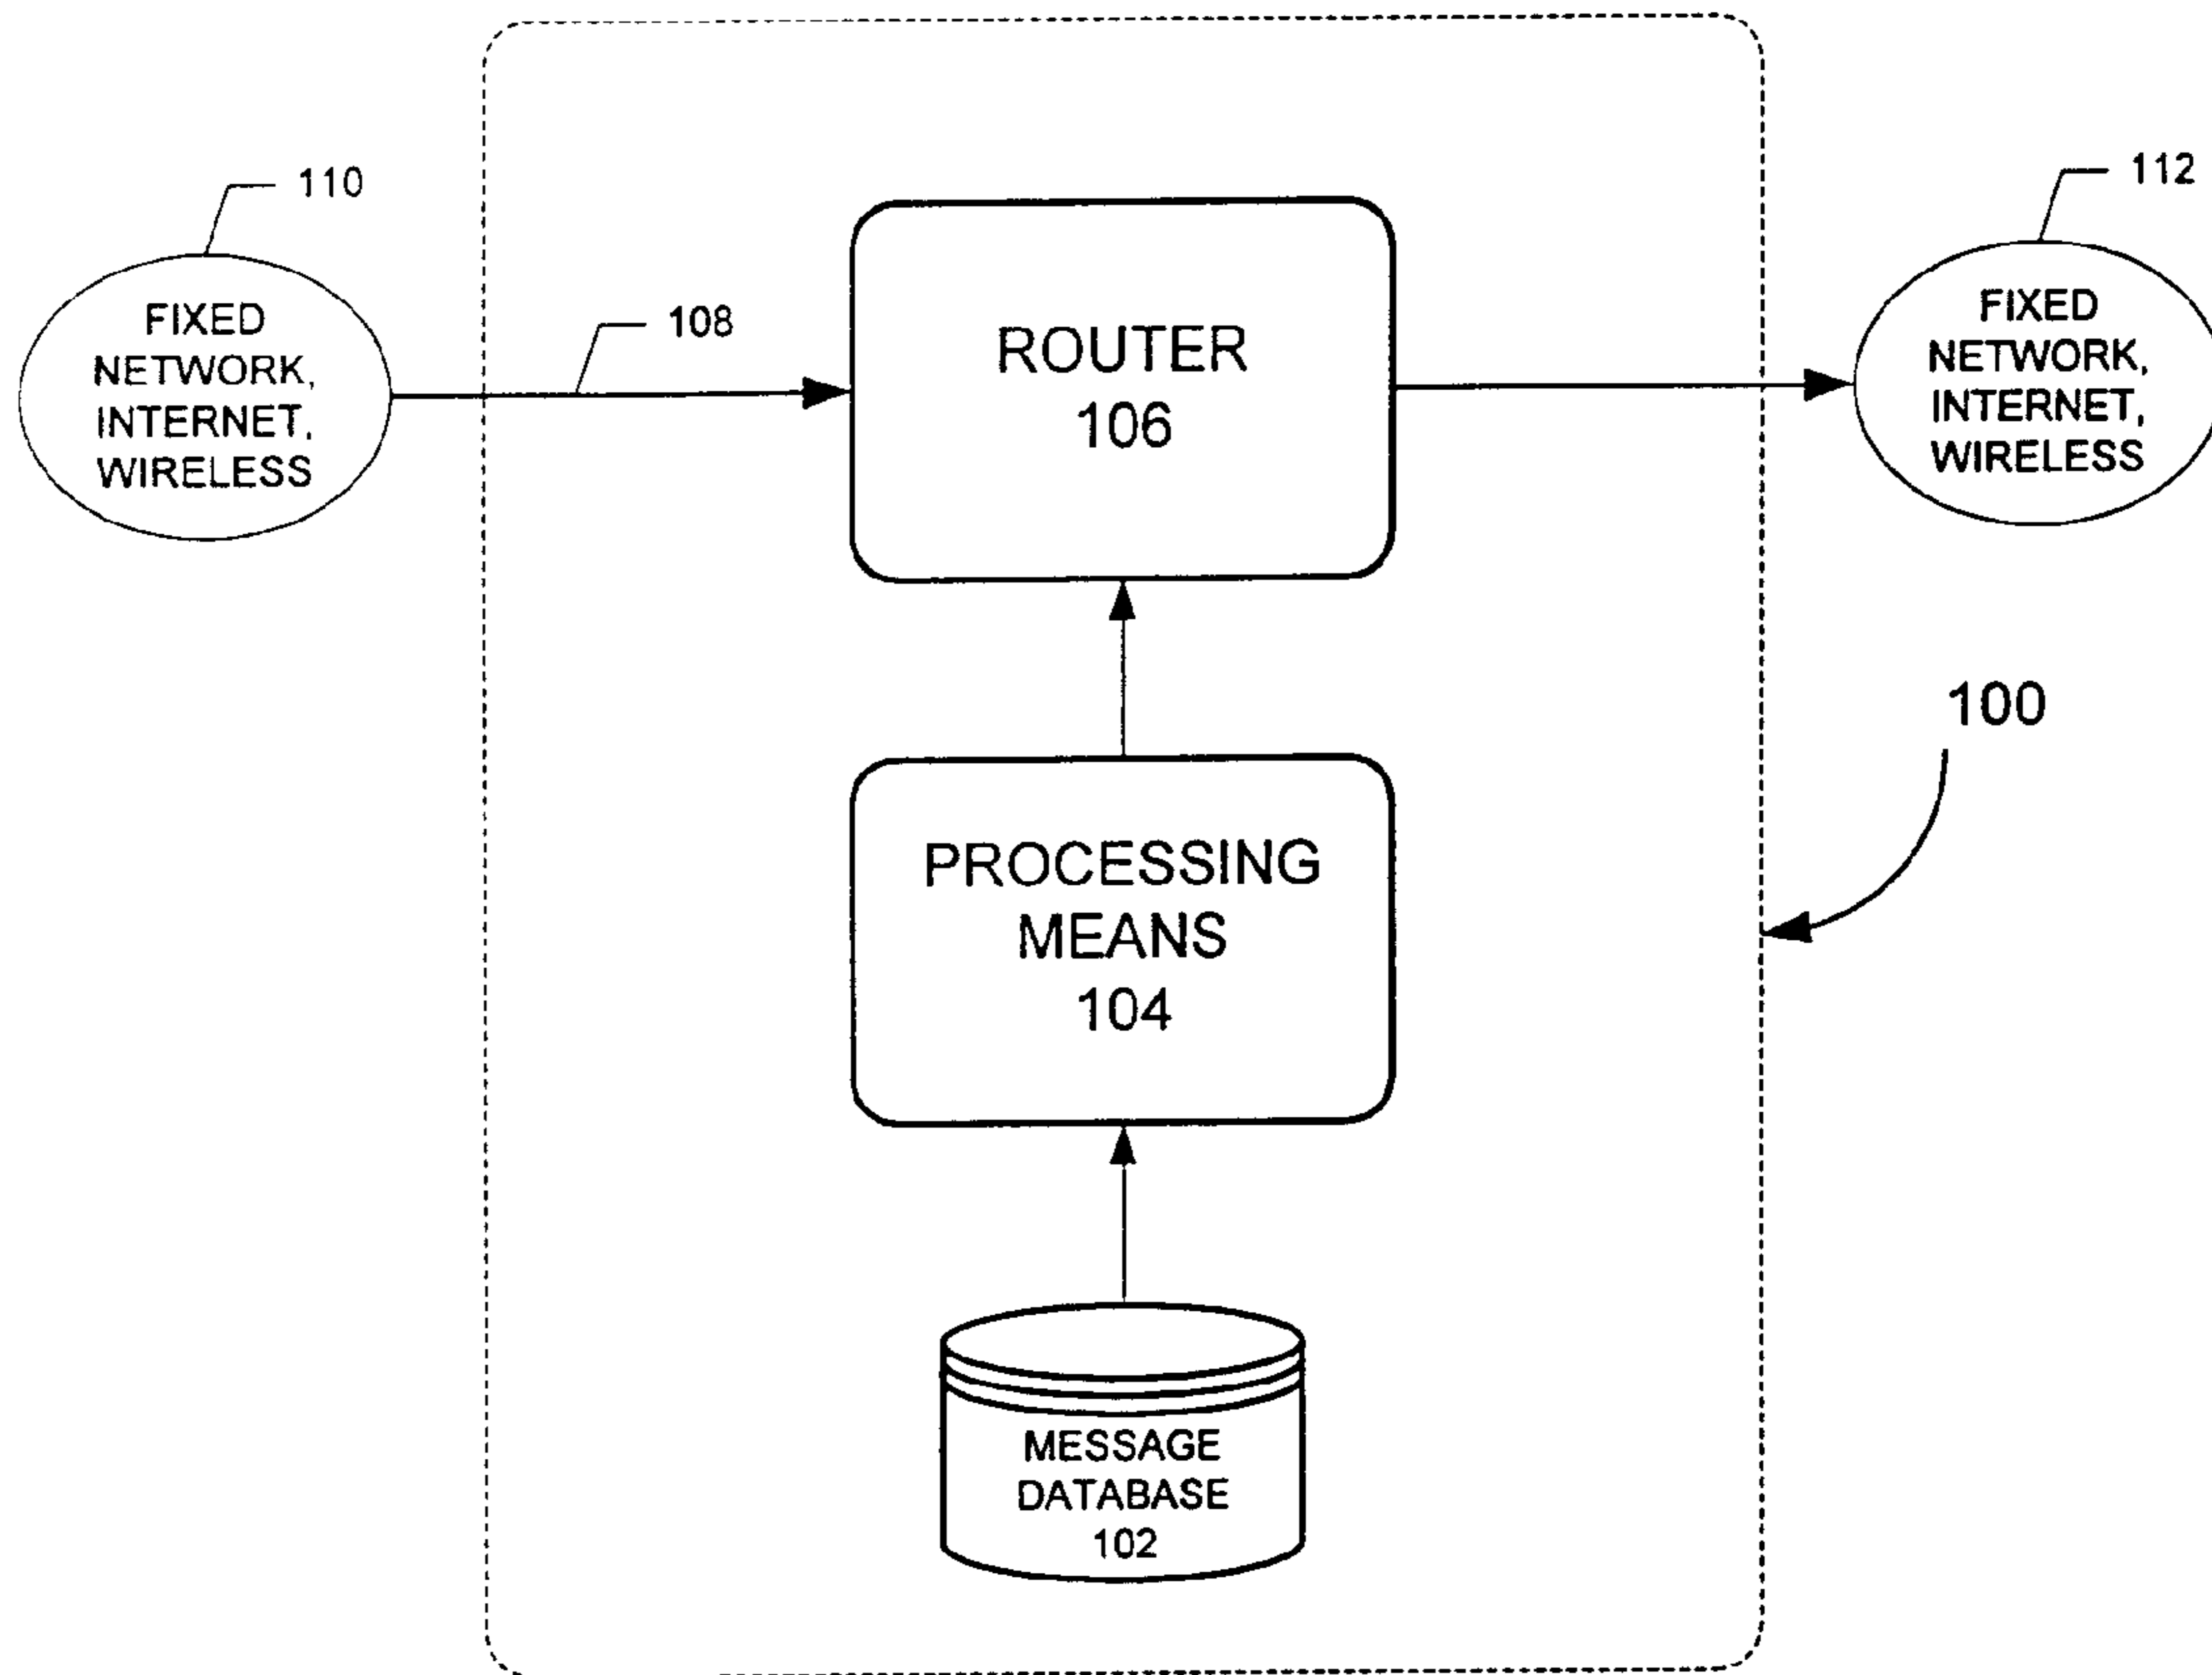 110
FIXED
NETWORK,
INTERNET,
WIRELESS
108
ROUTER
106
112
FIXED
NETWORK,
INTERNET,
WIRELESS
100
PROCESSING
MEANS
104
MESSAGE
DATABASE
102